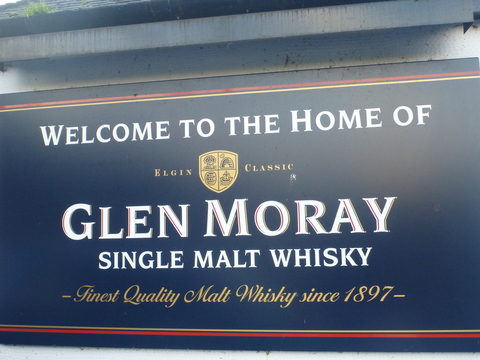 Welcome to the Home of
Elgin Classic
Glen Moray
SINGLE MALT WHISKY
–Finest Quality Malt Whisky since 1897–